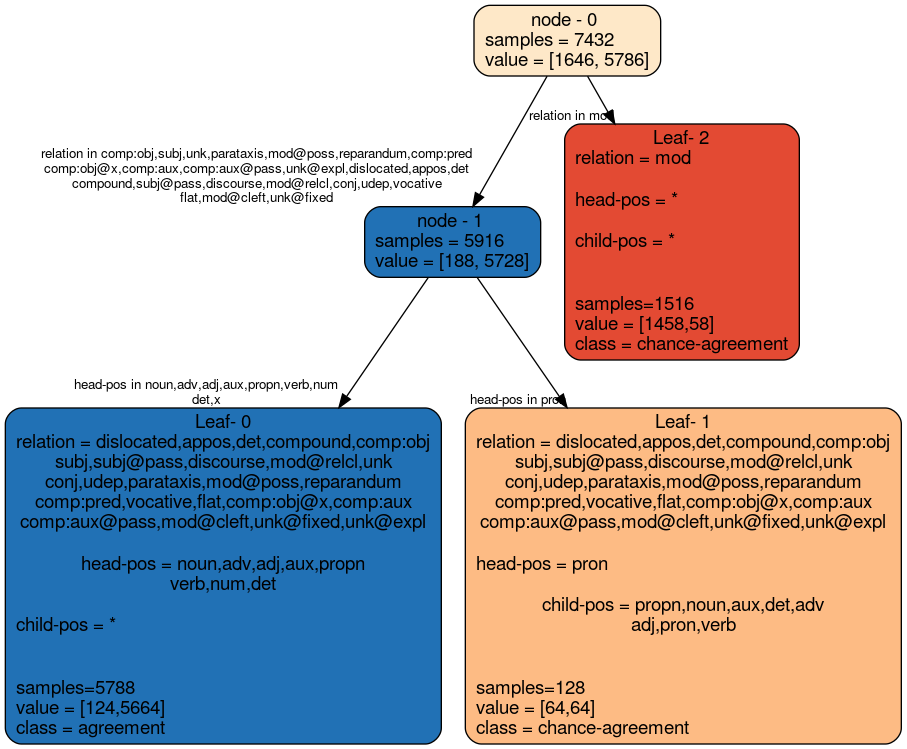 node - 0
samples = 7432
value = [1646, 5786]
relation in mod
Leaf- 2
relation = mod
head-pos = *
child-pos = *
samples=1516
value = [1458,58]
class = chance-agreement
relation in comp:obj,subj,unk,parataxis,mod@poss,reparandum,comp:pred
comp:obj@x,comp:aux,comp:aux@pass,unk@expl,dislocated,appos,det
compound,subj@pass,discourse,mod@relcl,conj,udep,vocative
flat,mod@cleft,unk@fixed
node - 1
samples = 5916
value = [188, 5728]
head-pos in noun,adv,adj,aux,propn,verb,num
det,x
head-pos in pron
Leaf- 0
relation = dislocated,appos,det,compound,comp:obj
subj,subj@pass,discourse,mod@relcl,unk
conj,udep,parataxis,mod@poss,reparandum
comp:pred,vocative,flat,comp:obj@x,comp:aux
comp:aux@pass,mod@cleft,unk@fixed,unk@expl
head-pos = noun,adv,adj,aux,propn
verb,num,det
child-pos = *
samples=5788
value = [124,5664]
class = agreement
Leaf- 1
relation = dislocated,appos,det,compound,comp:obj
subj,subj@pass,discourse,mod@relcl,unk
conj,udep,parataxis,mod@poss,reparandum
comp:pred,vocative,flat,comp:obj@x,comp:aux
comp:aux@pass,mod@cleft,unk@fixed,unk@expl
head-pos = pron
child-pos = propn,noun,aux,det,adv
adj,pron,verb
samples=128
value = [64,64]
class = chance-agreement